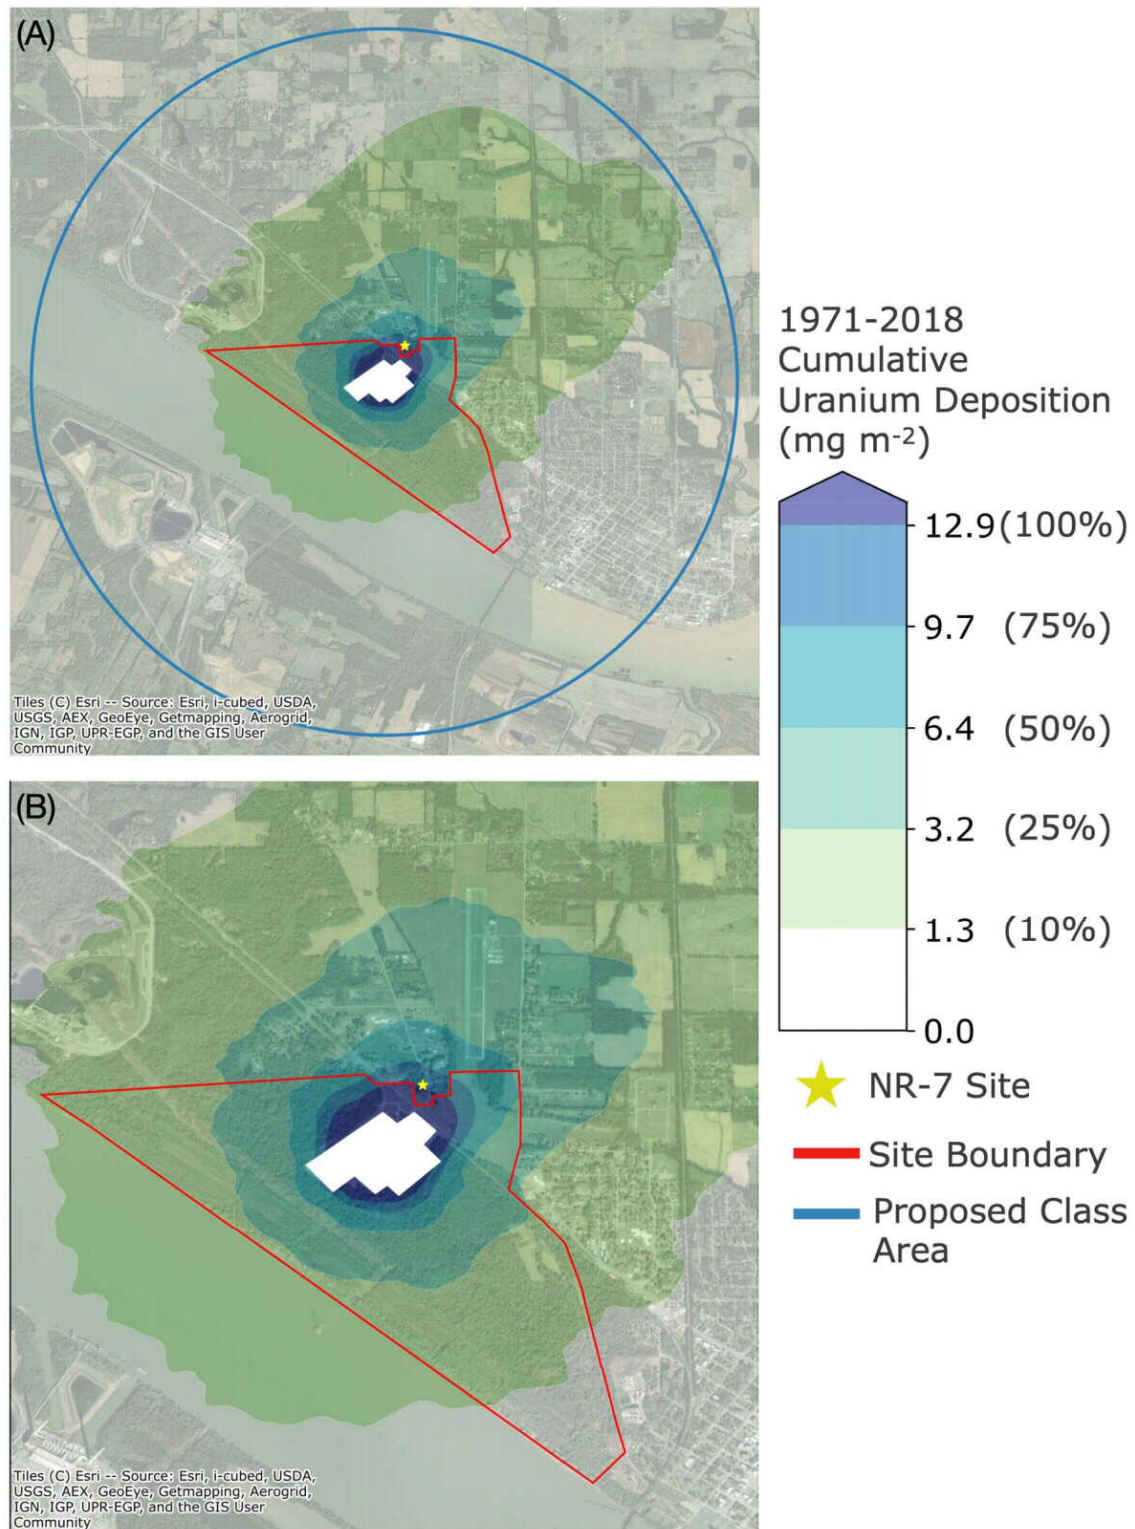 (A)
Tiles (C) Esri -- Source: Esri, i-cubed, USDA,
USGS, AEX, GeoEye, Getmapping, Aerogrid,
IGN, IGP, UPR-EGP, and the GIS User
Community
(B)
Tiles (C) Esri -- Source: Esri, i-cubed, USDA,
USGS, AEX, GeoEye, Getmapping, Aerogrid,
IGN, IGP, UPR-EGP, and the GIS User
Community
1971-2018
Cumulative
Uranium Deposition
(mg m-2)
12.9 (100%)
9.7 (75%)
6.4 (50%)
3.2 (25%)
1.3 (10%)
0.0
NR-7 Site
Site Boundary
Proposed Class
Area